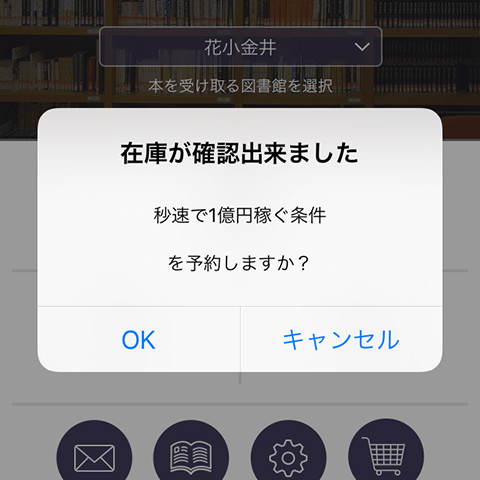 花小金井
本を受け取る図書館を選択
在庫が確認出来ました
秒速で1億円稼ぐ条件
を予約しますか？
OK
キャンセル